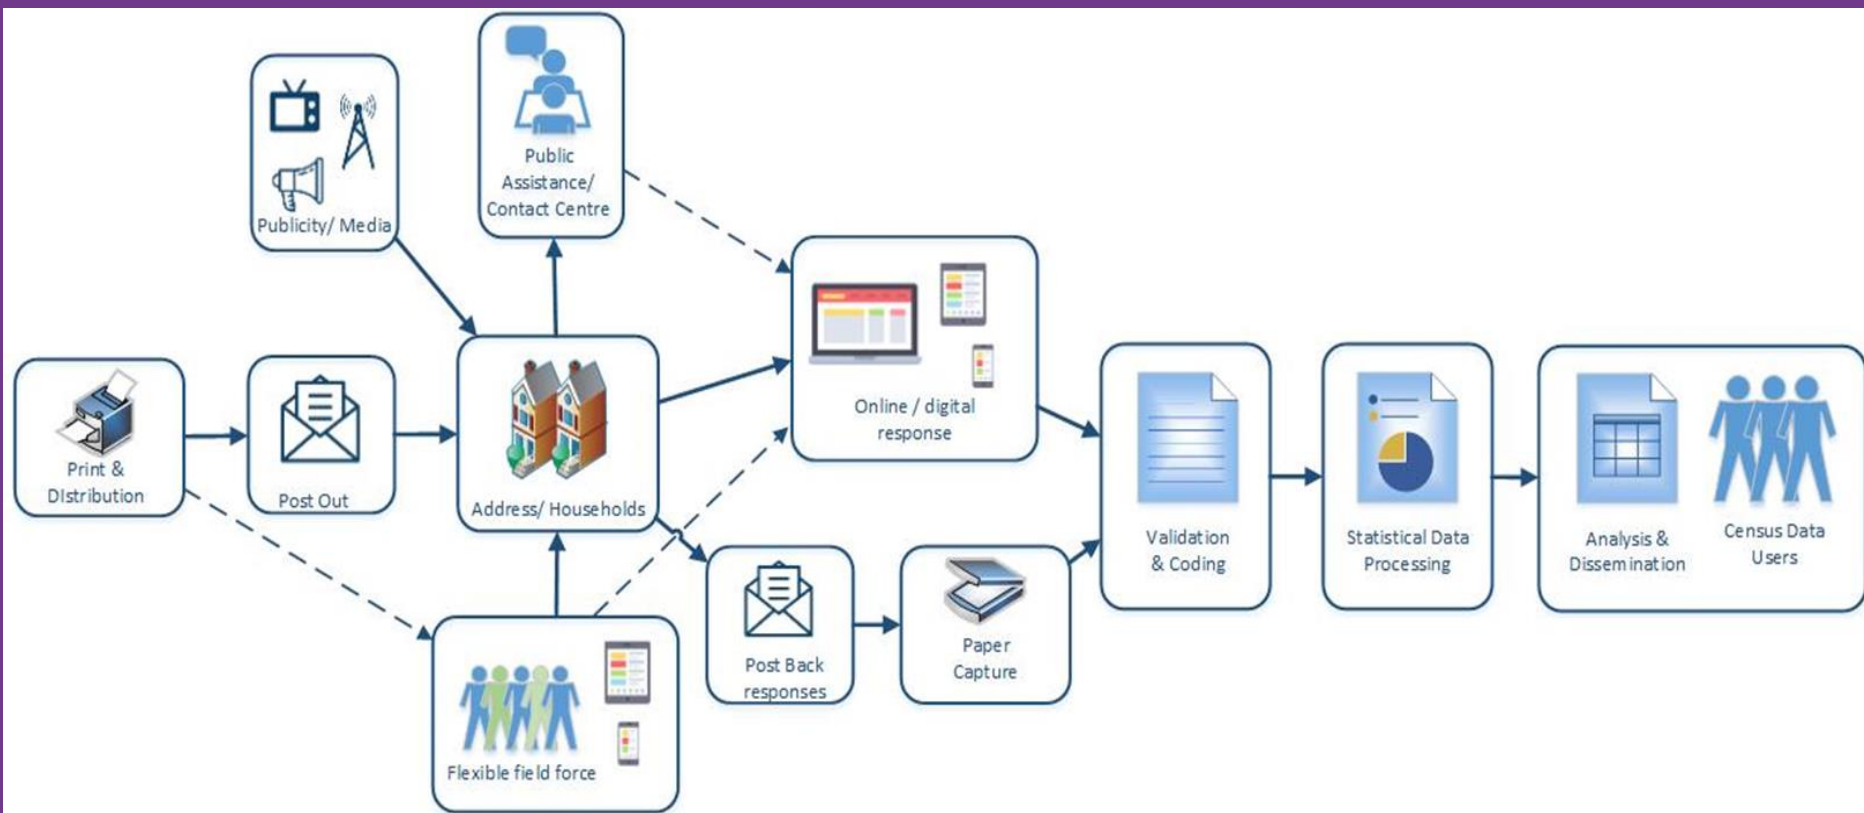 Public
Assistance/
Contact Centre
Publicity/ Media
Online / digital
response
Print &
DIstribution
Post Out
Address/ Households
Validation
& Coding
Statistical Data
Processing
Analysis &
Dissemination
Census Data
Users
Post Back
responses
Paper
Capture
Flexible field force